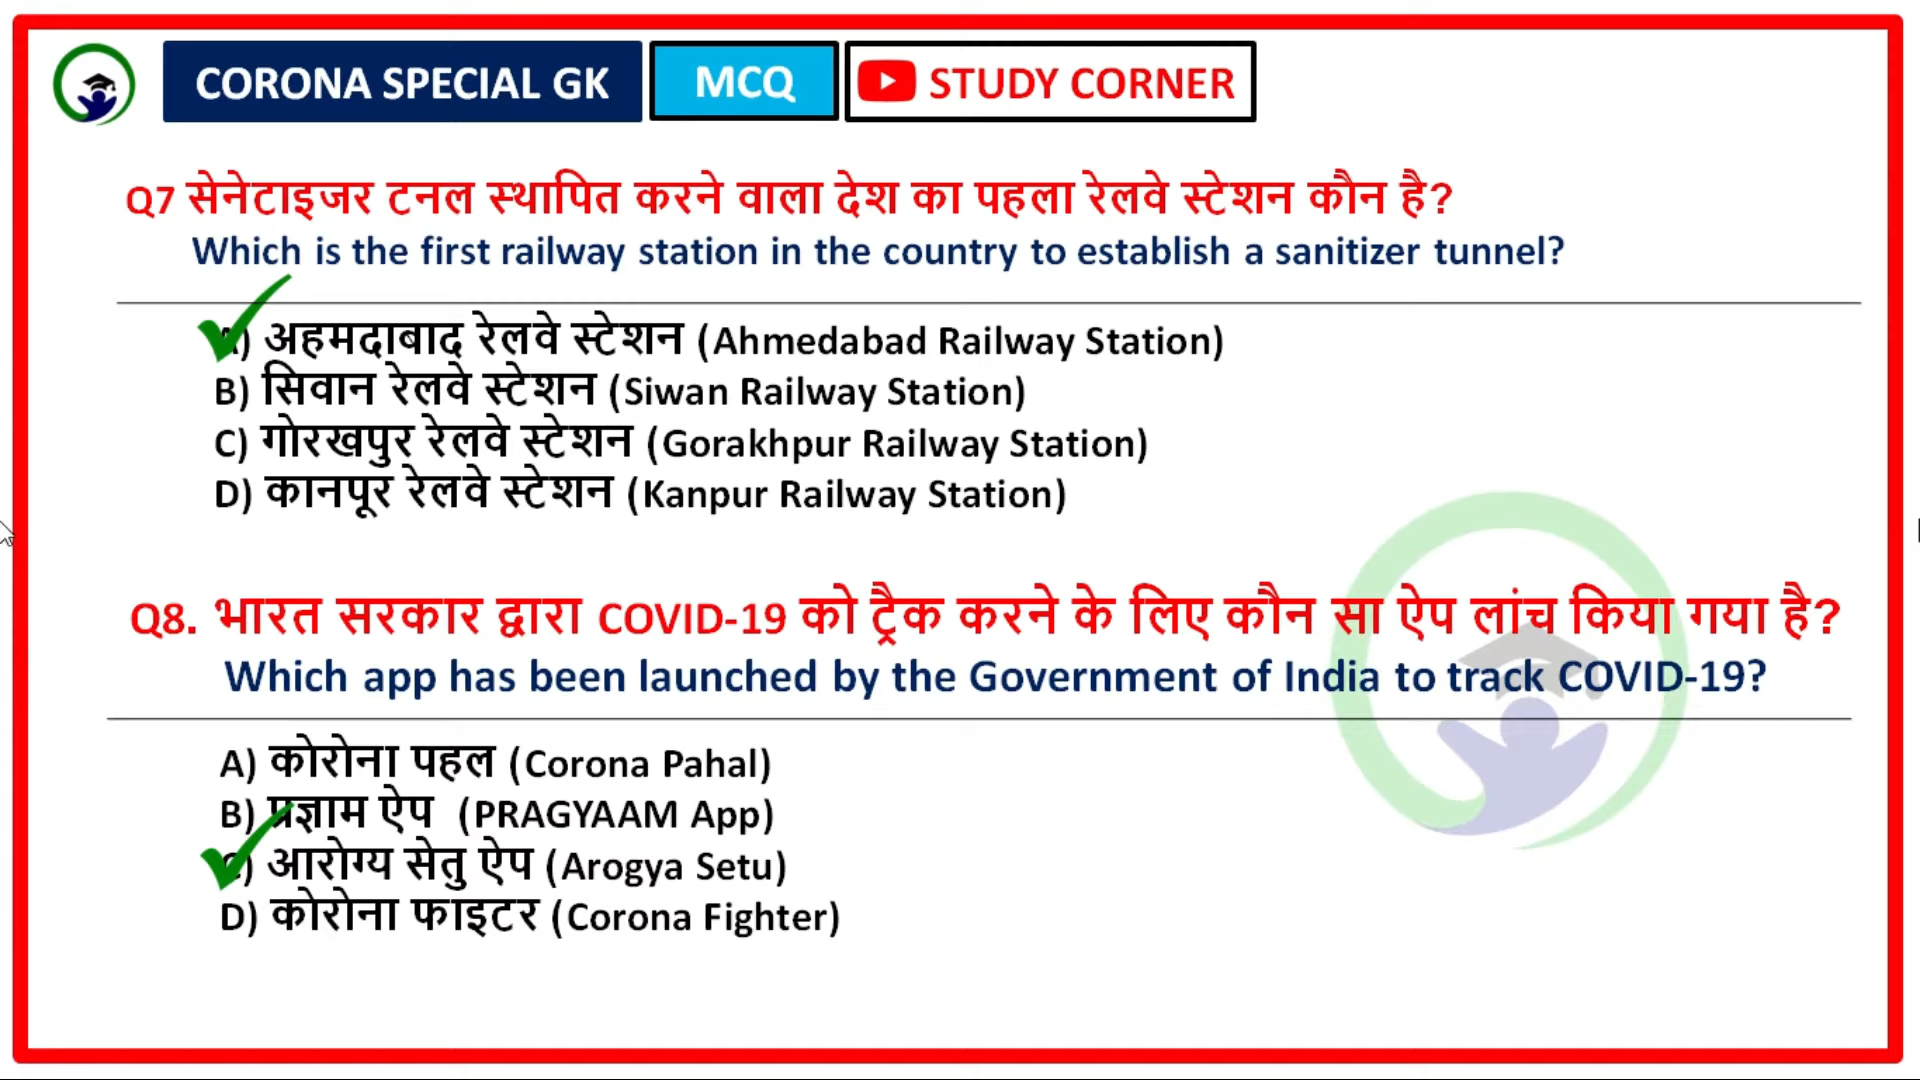 CORONA SPECIAL GK MCQ STUDY CORNER
Q7 सेनेटाइजर टनल स्थापित करने वाला देश का पहला रेलवे स्टेशन कौन है?
Which is the first railway station in the country to establish a sanitizer tunnel?
A) अहमदाबाद रेलवे स्टेशन (Ahmedabad Railway Station)
B) सिवान रेलवे स्टेशन (Siwan Railway Station)
C) गोरखपुर रेलवे स्टेशन (Gorakhpur Railway Station)
D) कानपूर रेलवे स्टेशन (Kanpur Railway Station)
Q8. भारत सरकार द्वारा COVID-19 को ट्रैक करने के लिए कौन सा ऐप लांच किया गया है?
Which app has been launched by the Government of India to track COVID-19?
A) कोरोना पहल (Corona Pahal)
B) प्रज्ञाम ऐप (PRAGYAAM App)
C) आरोग्य सेतु ऐप (Arogya Setu)
D) कोरोना फाइटर (Corona Fighter)